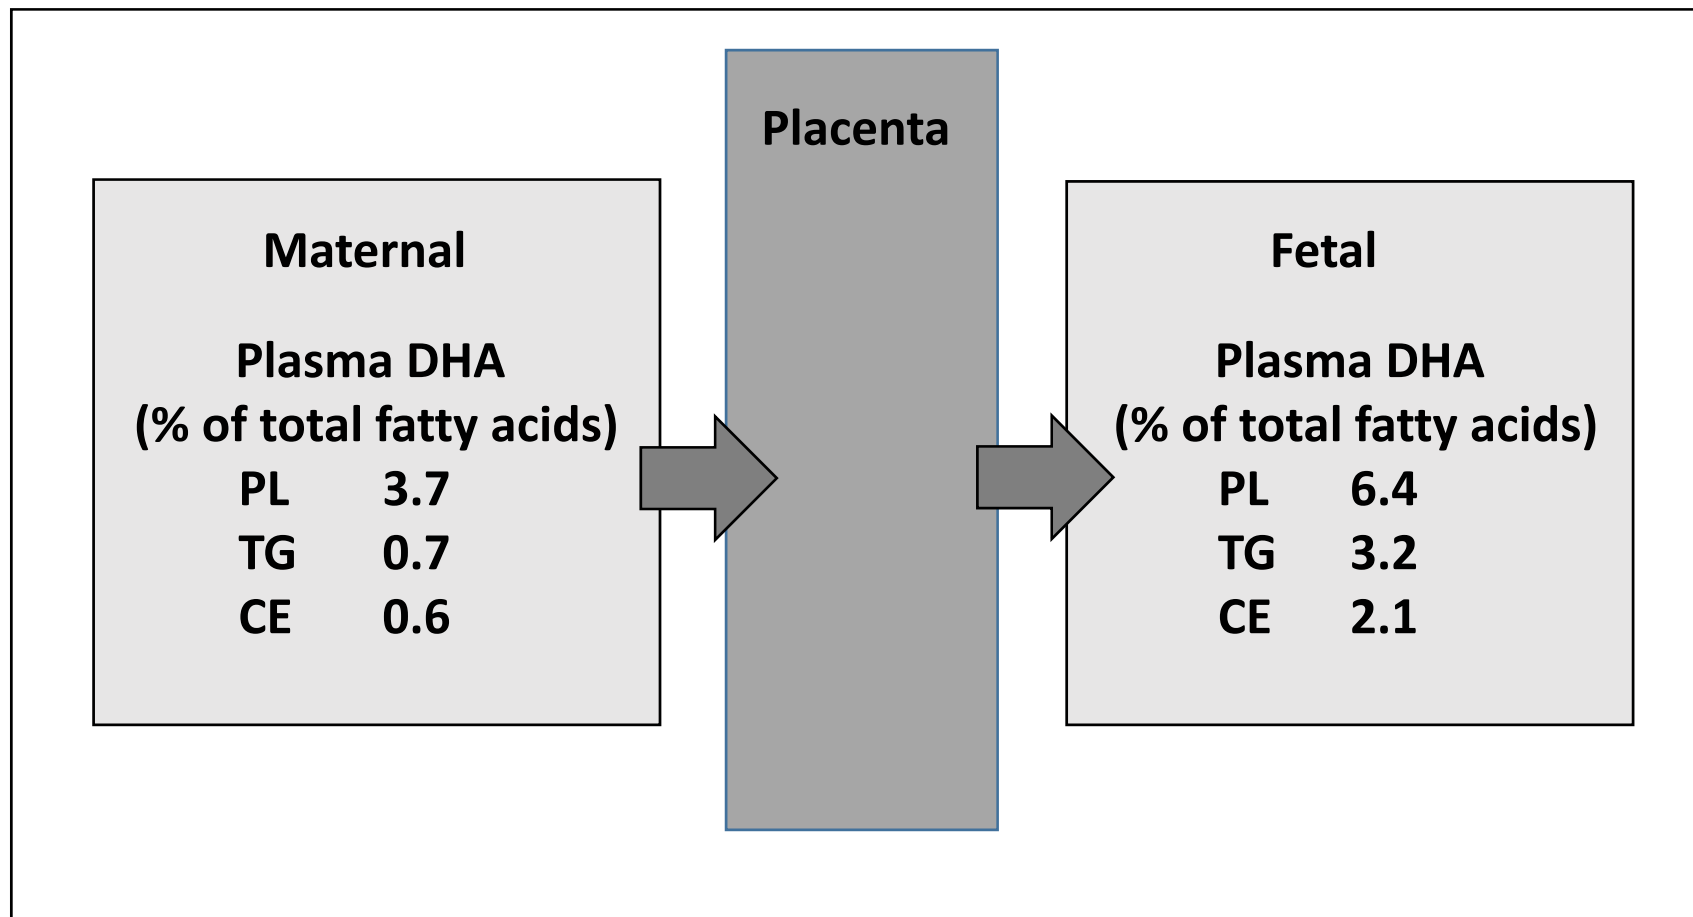 Placenta
Maternal
Plasma DHA
(% of total fatty acids)
PL 3.7
TG 0.7
CE 0.6
Fetal
Plasma DHA
(% of total fatty acids)
PL 6.4
TG 3.2
CE 2.1